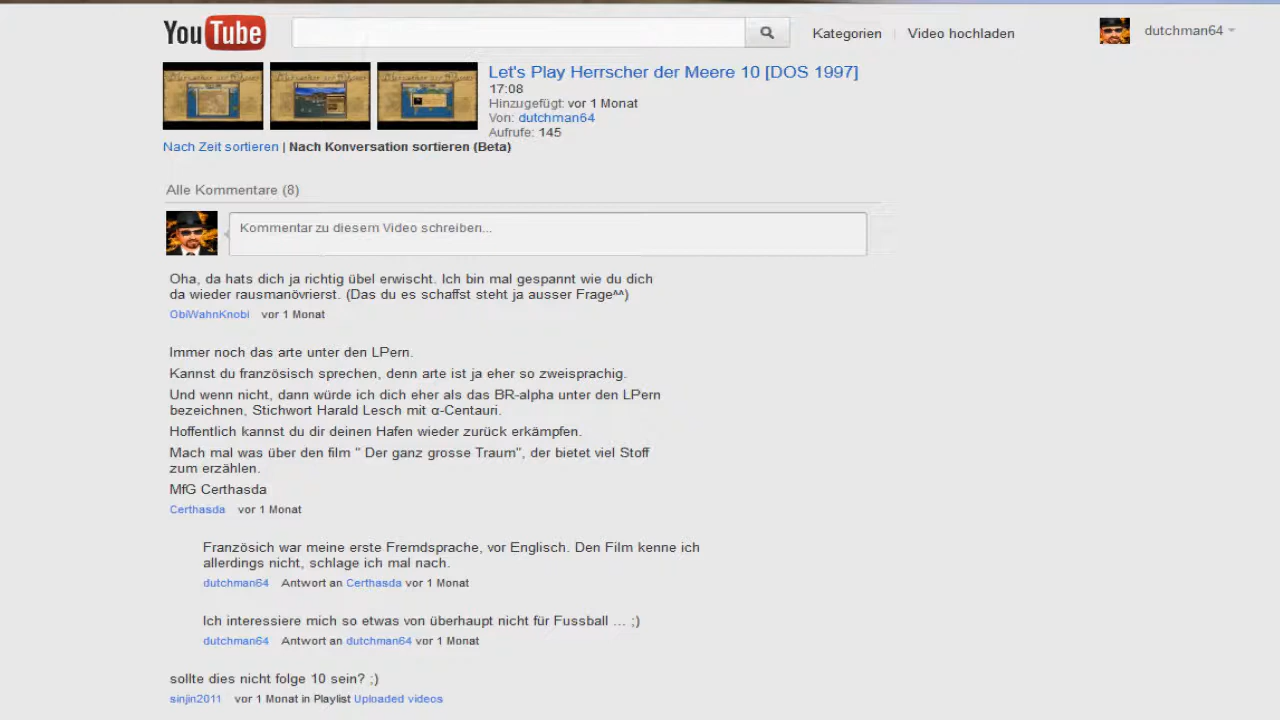 YouTube
Kategorien
Video hochladen
dutchman64
Let's Play Herrscher der Meere 10 [DOS 1997]
17:08
Hinzugefügt: vor 1 Monat
Von: dutchman64
Aufrufe: 145
Nach Zeit sortieren | Nach Konversation sortieren (Beta)
Alle Kommentare (8)
Kommentar zu diesem Video schreiben...
Oha, da hats dich ja richtig übel erwischt. Ich bin mal gespannt wie du dich
da wieder rausmanövrierst. (Das du es schaffst steht ja ausser Frage^^)
ObiWahnKnobi vor 1 Monat
Immer noch das arte unter den LPern.
Kannst du französisch sprechen, denn arte ist ja eher so zweisprachig.
Und wenn nicht, dann würde ich dich eher als das BR-alpha unter den LPern
bezeichnen, Stichwort Harald Lesch mit α-Centauri.
Hoffentlich kannst du dir deinen Hafen wieder zurück erkämpfen.
Mach mal was über den film " Der ganz grosse Traum", der bietet viel Stoff
zum erzählen.
MfG Certhasda
Certhasda vor 1 Monat
Französich war meine erste Fremdsprache, vor Englisch. Den Film kenne ich
allerdings nicht, schlage ich mal nach.
dutchman64 Antwort an Certhasda vor 1 Monat
Ich interessiere mich so etwas von überhaupt nicht für Fussball ... ;)
dutchman64 Antwort an dutchman64 vor 1 Monat
sollte dies nicht folge 10 sein? ;)
sinjin2011 vor 1 Monat in Playlist Uploaded videos